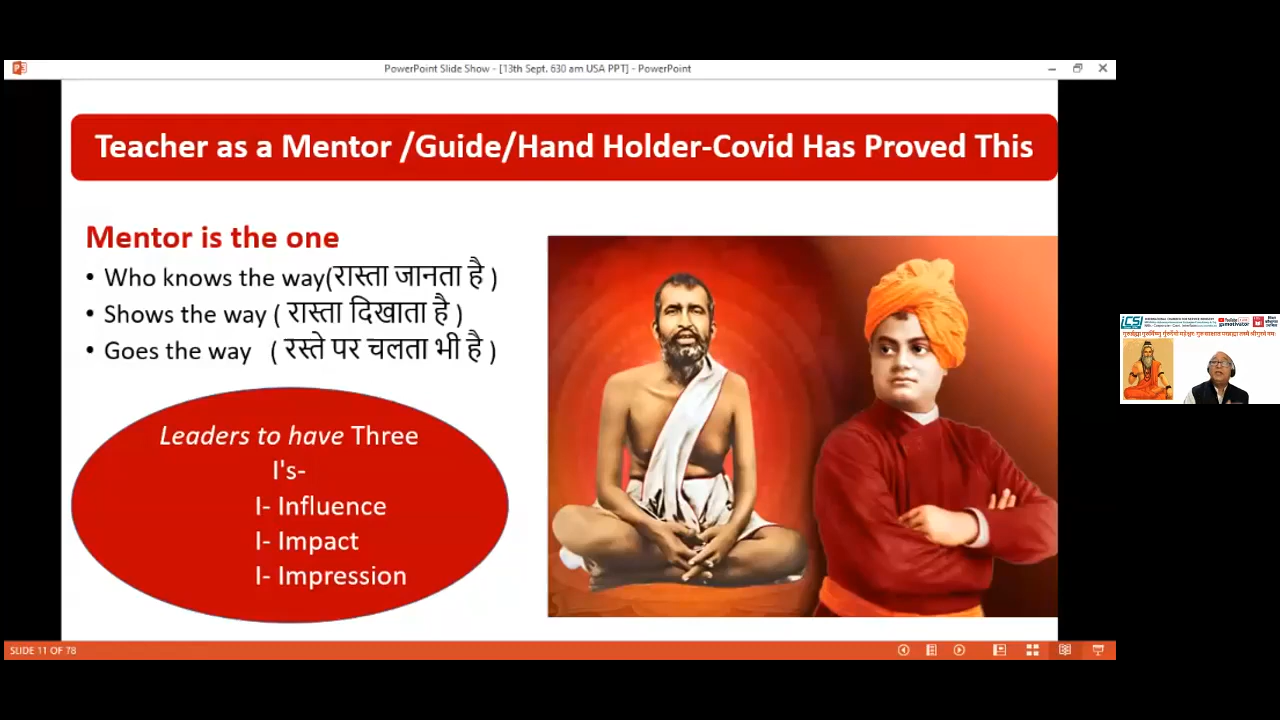 PowerPoint Slide Show - [13th Sept. 630 am USA PPT] - PowerPoint
Teacher as a Mentor /Guide/Hand Holder-Covid Has Proved This
Mentor is the one
• Who knows the way(रास्ता जानता है )
• Shows the way ( रास्ता दिखाता है )
• Goes the way ( रस्ते पर चलता भी है )
Leaders to have Three
I's-
I- Influence
I- Impact
I- Impression
SLIDE 11 OF 78
iCSI
YouTube